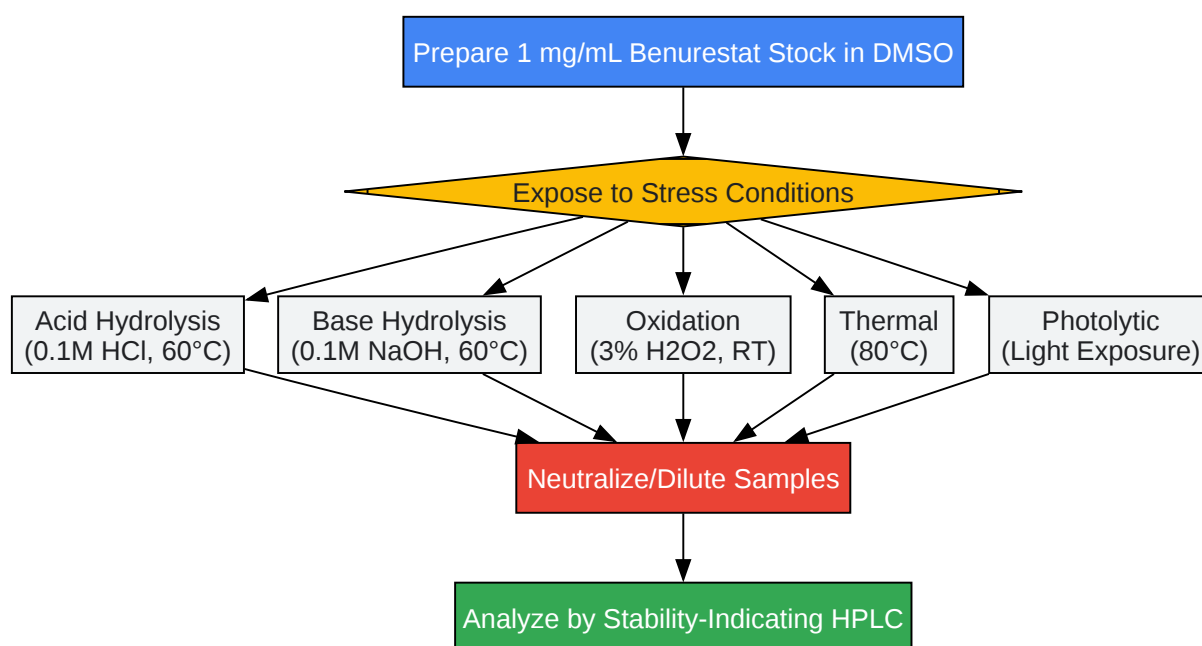 Prepare 1 mg/mL Benurestat Stock in DMSO
Expose to Stress Conditions
Acid Hydrolysis
(0.1M HCl, 60°C)
Base Hydrolysis
(0.1M NaOH, 60°C)
Oxidation
(3% H2O2, RT)
Thermal
(80°C)
Photolytic
(Light Exposure)
Neutralize/Dilute Samples
Analyze by Stability-Indicating HPLC